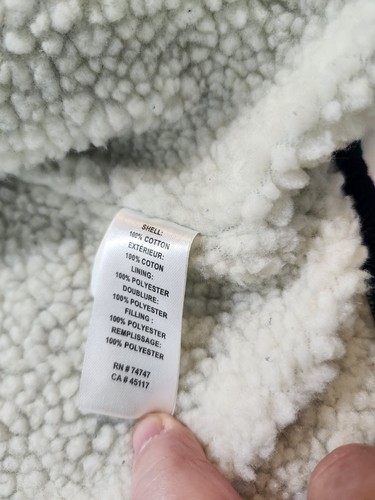 SHELL:
100% COTTON
EXTÉRIEUR:
100% COTON
LINING:
100% POLYESTER
DOUBLURE:
100% POLYESTER
FILLING :
100% POLYESTER
REMPLISSAGE:
100% POLYESTER
RN # 74747
CA # 45117